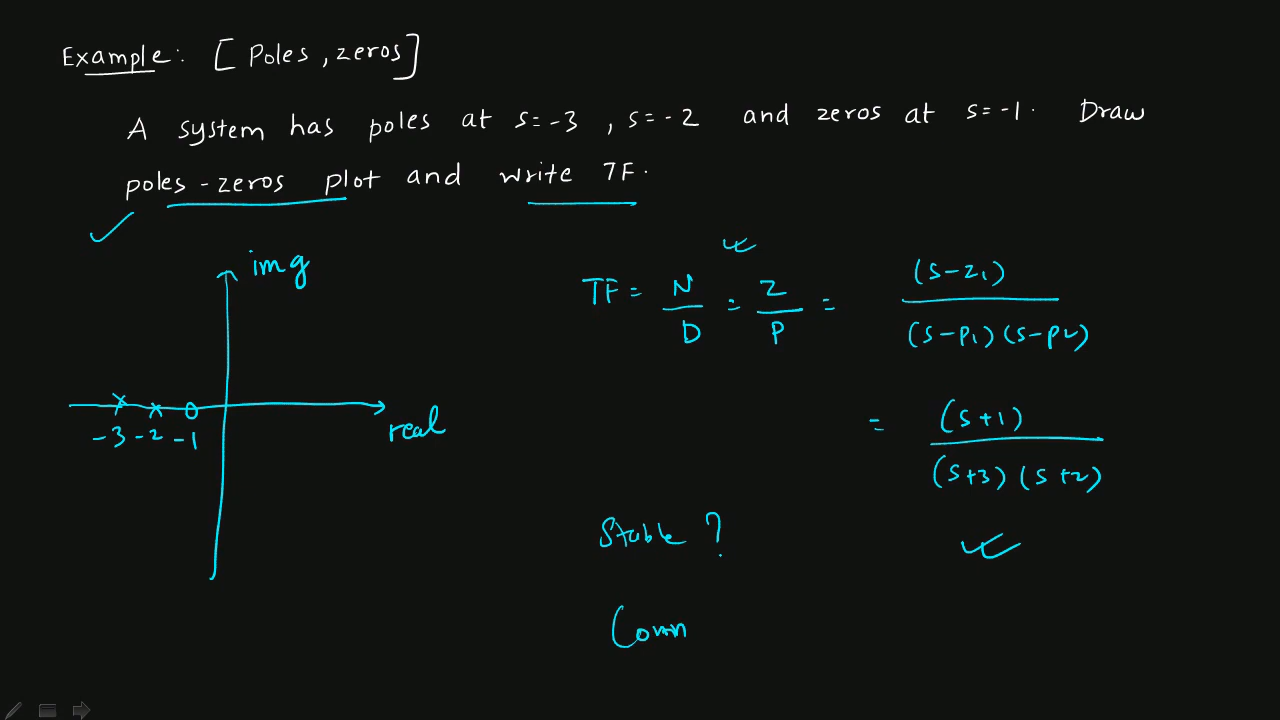 Example: [Poles, zeros]
A system has poles at s=-3, s=-2 and zeros at s=-1. Draw
poles-zeros plot and write TF.
img
real
-3 -2 -1
TF = N/D = Z/P = (s-z₁)/(s-p₁)(s-p₂)
= (s+1)/(s+3)(s+2)
Stable ?
Comm